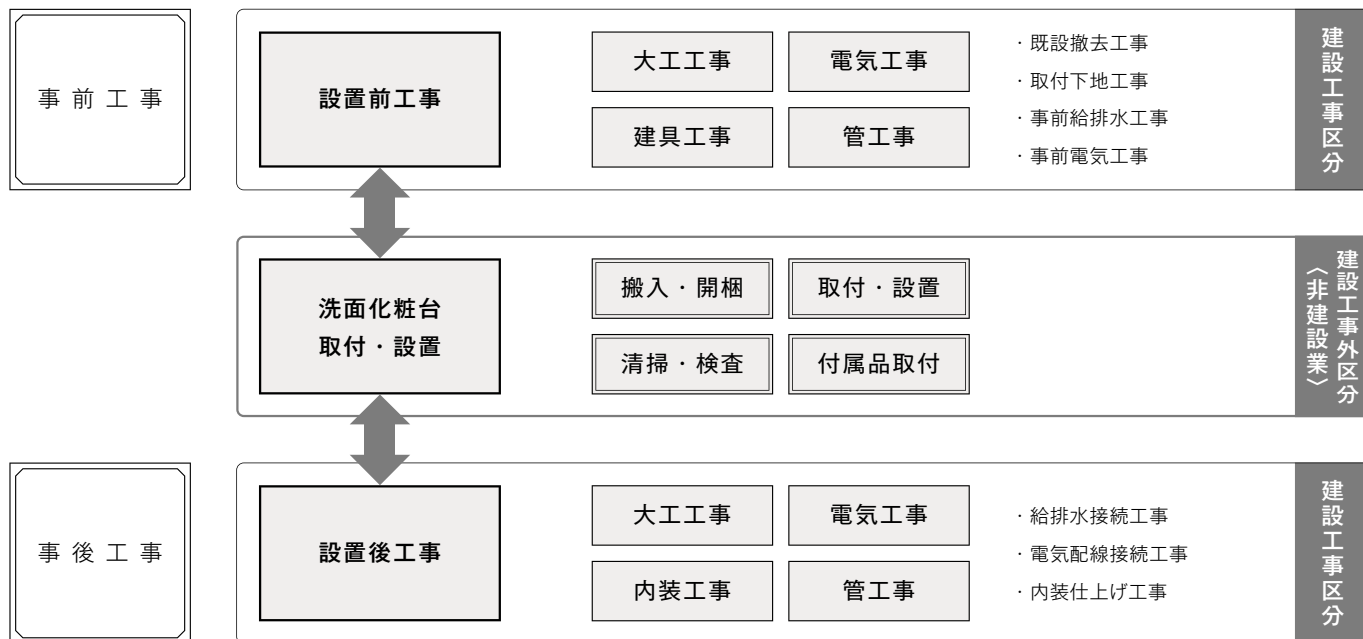 事前工事
設置前工事
大工工事
電気工事
建具工事
管工事
・既設撤去工事
・取付下地工事
・事前給排水工事
・事前電気工事
建設工事区分
洗面化粧台
取付・設置
搬入・開梱
取付・設置
清掃・検査
付属品取付
建設工事外区分
〈非建設業〉
事後工事
設置後工事
大工工事
電気工事
内装工事
管工事
・給排水接続工事
・電気配線接続工事
・内装仕上げ工事
建設工事区分